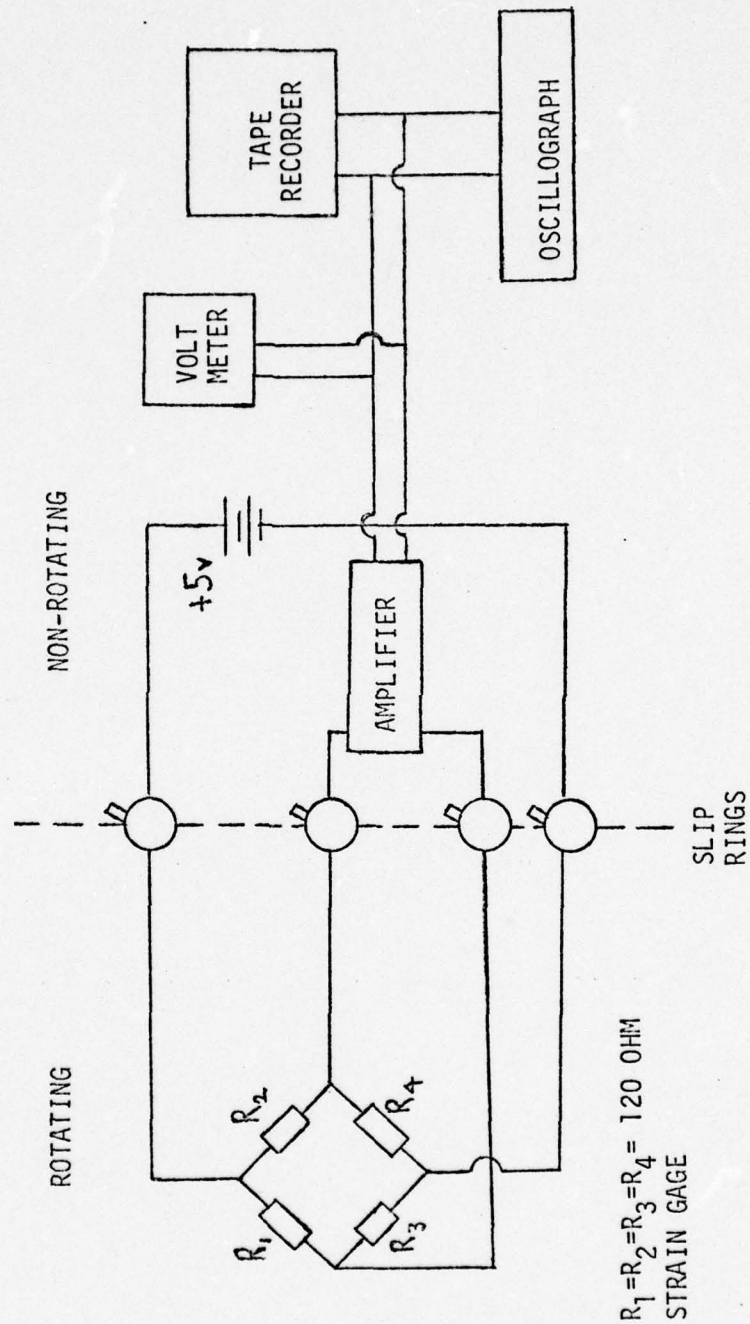 ROTATING
NON-ROTATING
R1
R2
R3
R4
+5v
AMPLIFIER
VOLT
METER
TAPE
RECORDER
OSCILLOGRAPH
SLIP
RINGS
R1=R2=R3=R4= 120 OHM
STRAIN GAGE